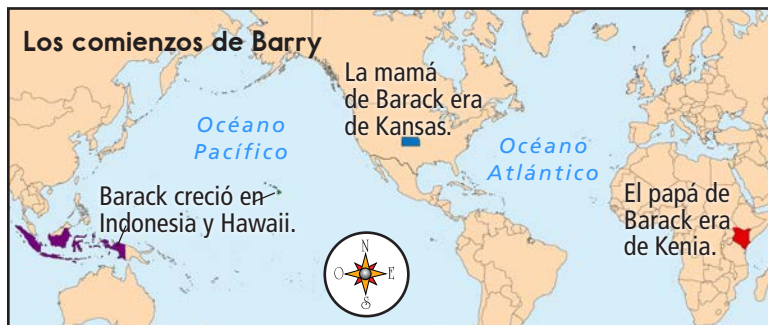 Los comienzos de Barry
La mamá
de Barack era
de Kansas.
Océano
Pacífico
Océano
Atlántico
Barack creció en
Indonesia y Hawaii.
El papá de
Barack era
de Kenia.
N
O E
S